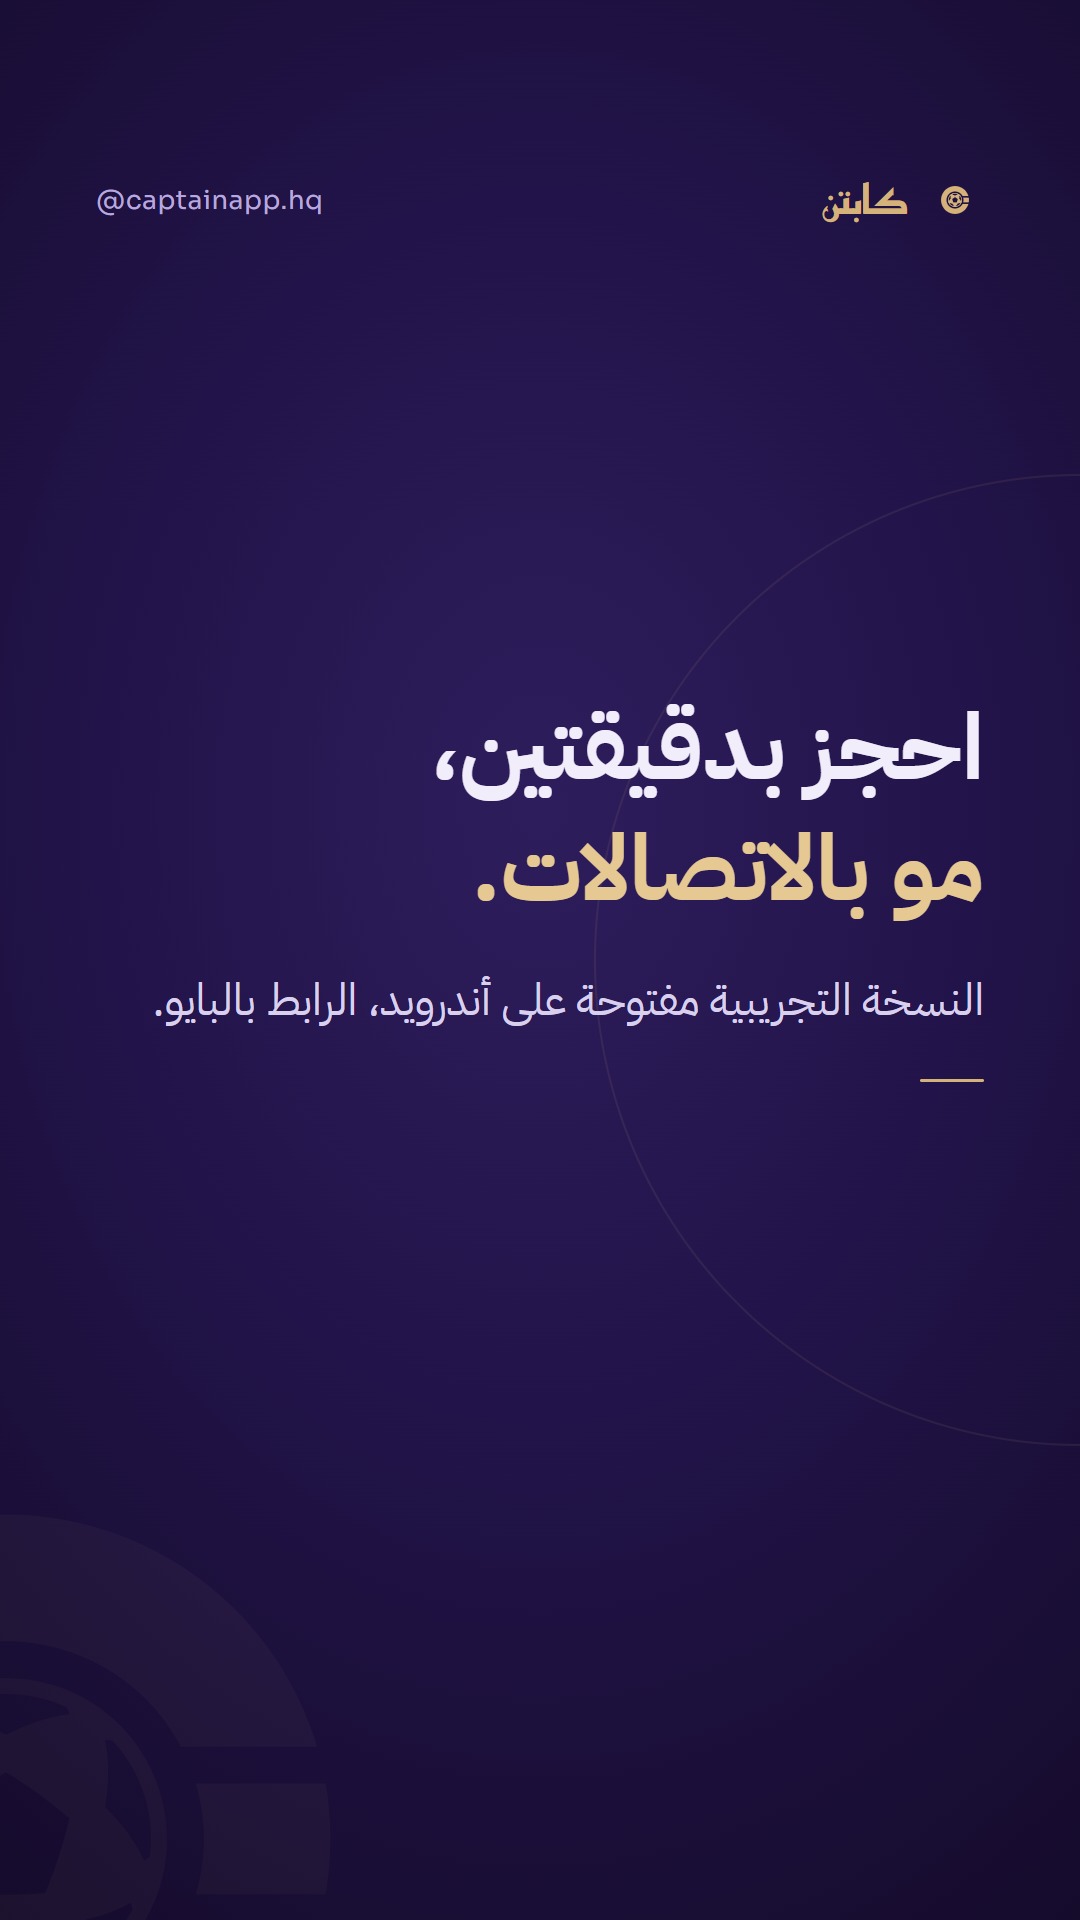 كابتن
@captainapp.hq
احجز بدقيقتين،
مو بالاتصالات.
النسخة التجريبية مفتوحة على أندرويد، الرابط بالبايو.